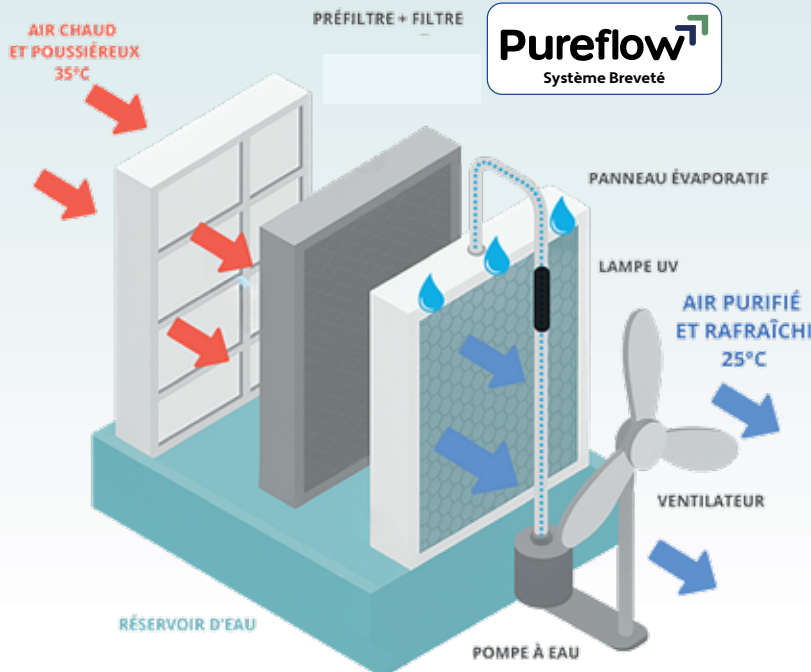 PRÉFILTRE + FILTRE
Pureflow
Système Breveté
AIR CHAUD
ET POUSSIÉREUX
35°C
PANNEAU ÉVAPORATIF
LAMPE UV
AIR PURIFIÉ
ET RAFRAÎCHI
25°C
VENTILATEUR
RÉSERVOIR D'EAU
POMPE À EAU